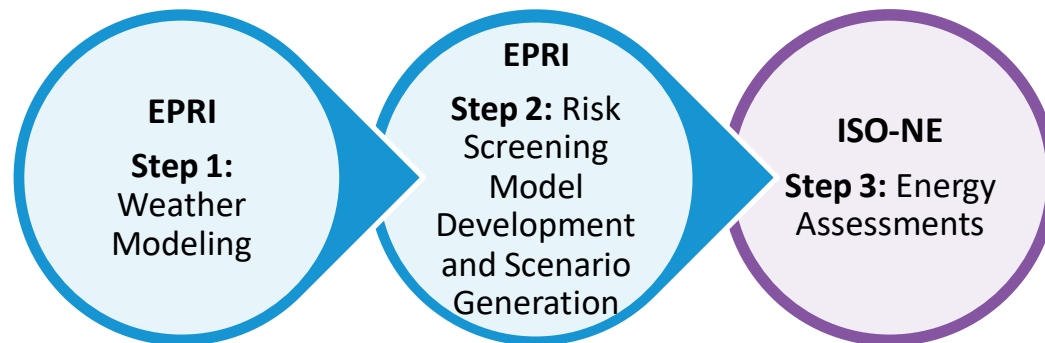 EPRI
Step 1:
Weather
Modeling
EPRI
Step 2: Risk
Screening
Model
Development
and Scenario
Generation
ISO-NE
Step 3: Energy
Assessments